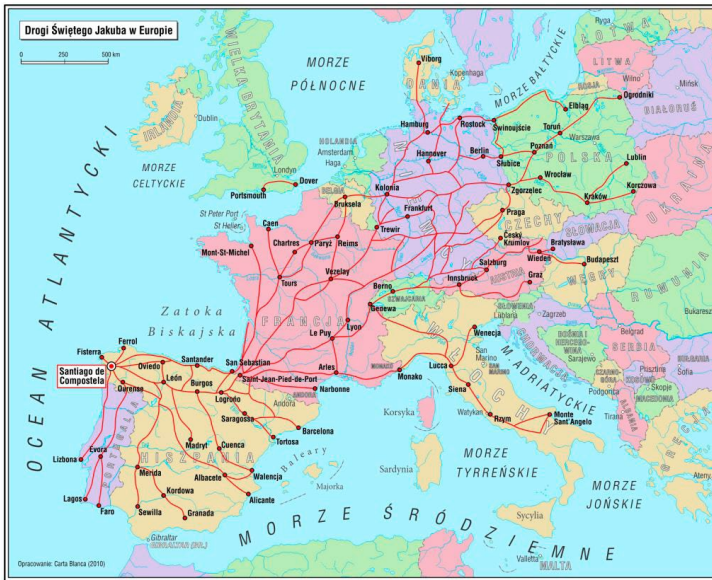 Drogi Świętego Jakuba w Europie
0 250 500 km
OCEAN ATLANTYCKI
MORZE PÓŁNOCNE
MORZE BAŁTYCKIE
MORZE CELTYCKIE
Zatoka Biskajska
MORZE ŚRÓDZIEMNE
MORZE TYRREŃSKIE
MORZE JOŃSKIE
M. ADRIATYCKIE
IRLANDIA
Dublin
WIELKA BRYTANIA
Londyn
Dover
Portsmouth
St Peter Port
St Helier
HOLANDIA
Amsterdam
Haga
BELGIA
Bruksela
DANIA
Viborg
Kopenhaga
ŁOTWA
Ryga
LITWA
Wilno
ROSJA
Mińsk
BIAŁORUŚ
UKRAINA
POLSKA
Ogrodniki
Elbląg
Toruń
Warszawa
Świnoujście
Poznań
Słubice
Wrocław
Zgorzelec
Lublin
Kraków
Korczowa
NIEMCY
Hamburg
Rostock
Hannover
Berlin
Kolonia
Frankfurt
Trewir
CZECHY
Praga
Český Krumlov
SŁOWACJA
Bratysława
AUSTRIA
Wiedeń
Salzburg
Innsbruck
Graz
WĘGRY
Budapeszt
RUMUNIA
Bukareszt
SZWAJCARIA
Berno
Genewa
FRANCJA
Caen
Mont-St-Michel
Chartres
Paryż
Reims
Tours
Vezelay
Lyon
Le Puy
Arles
Narbonne
Saint-Jean-Pied-de-Port
MONACO
Monako
ANDORA
Andora
HISZPANIA
Santiago de Compostela
Fisterra
Ferrol
Oviedo
Santander
San Sebastian
Ourense
León
Burgos
Logroño
Saragossa
Barcelona
Tortosa
Madryt
Cuenca
Walencja
Albacete
Alicante
Merida
Kordowa
Sewilla
Granada
Gibraltar
GIBRALTAR (BR.)
PORTUGALIA
Lizbona
Evora
Lagos
Faro
Baleary
Majorka
WŁOCHY
Wenecja
San Marino
SAN MARINO
Lucca
Siena
Watykan
Rzym
Monte Sant'Angelo
Korsyka
Sardynia
Sycylia
Valletta
MALTA
SŁOWENIA
Lublana
Zagrzeb
CHORWACJA
BOŚNIA I HERCEGOWINA
Sarajewo
Belgrad
SERBIA
CZARNOGÓRA
Podgorica
KOSOWO
Prisztina
Skopje
MACEDONIA
ALBANIA
Tirana
BUŁGARIA
Sofia
GRECJA
Ateny
Opracowanie: Carta Blanca (2010)